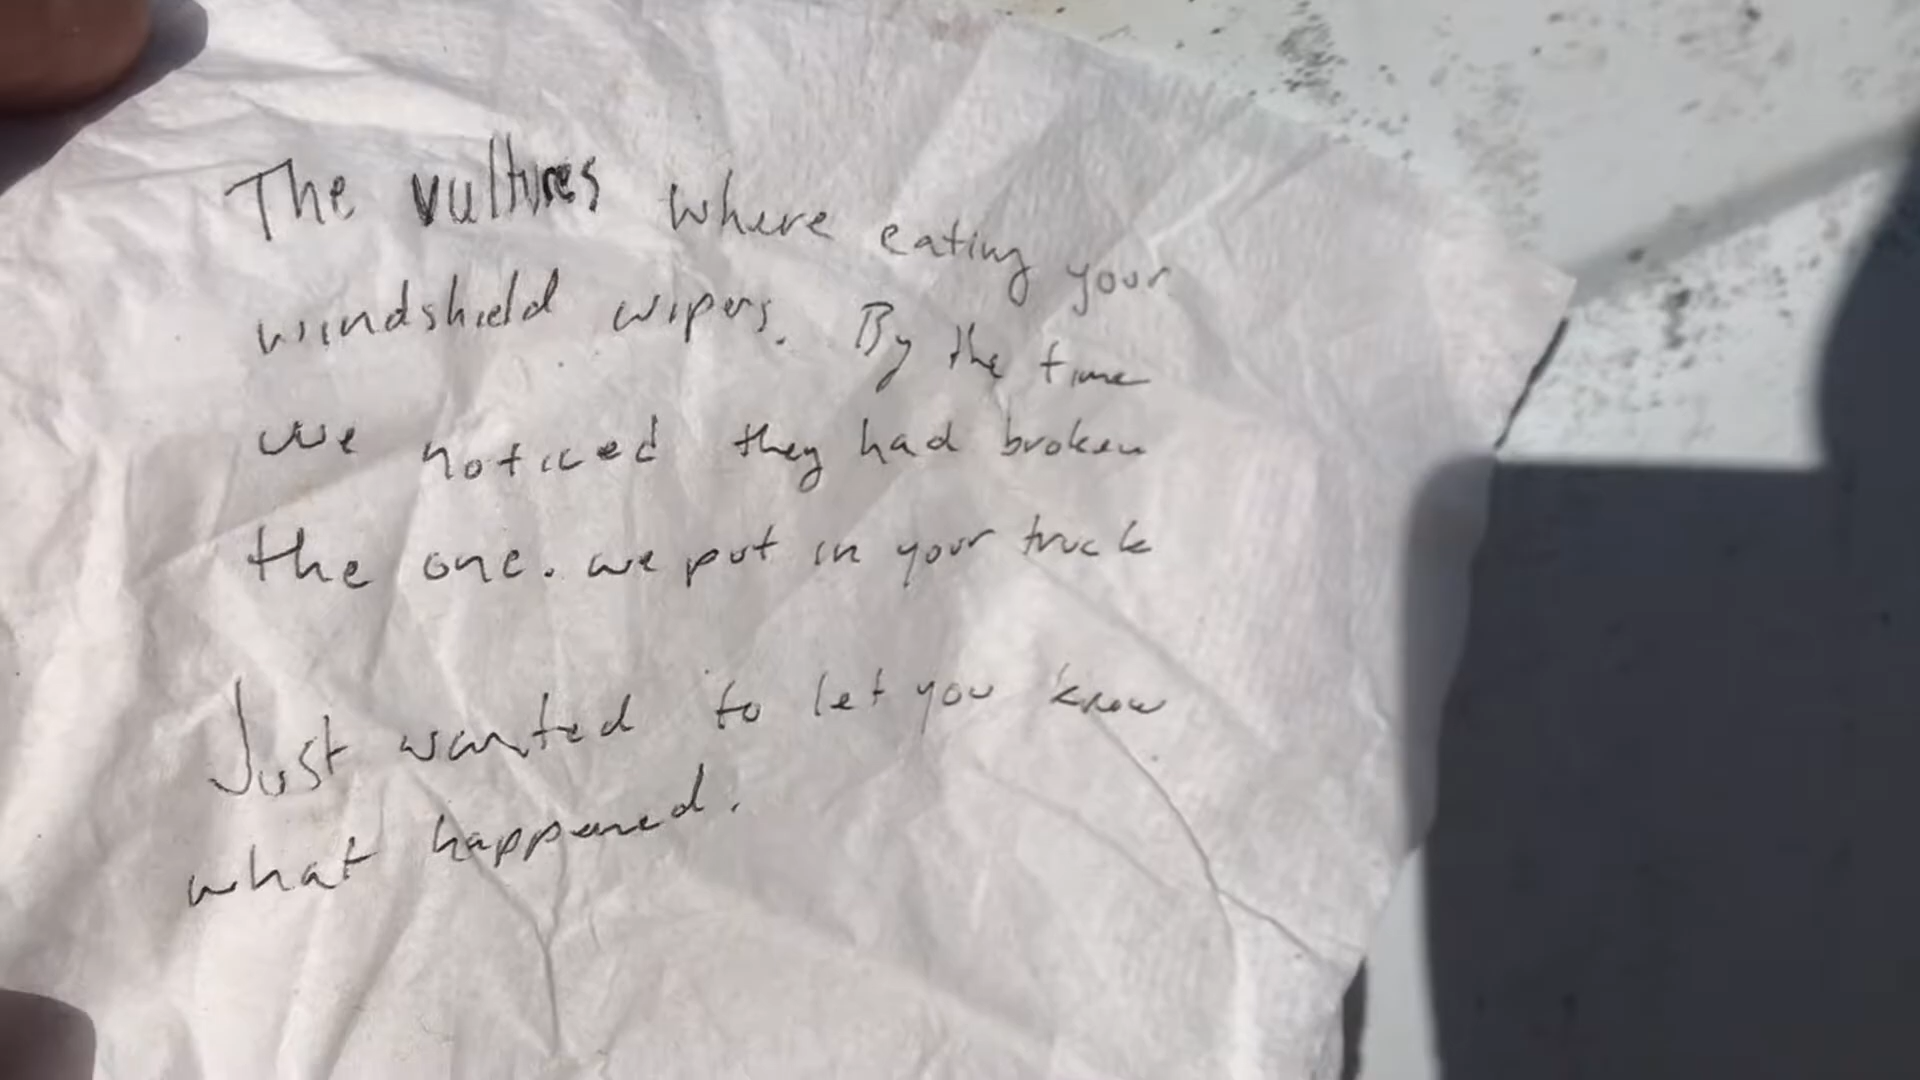 The vultures where eating your
windshield wipers. By the time
we noticed they had broken
the one. we put in your truck
Just wanted to let you know
what happened.